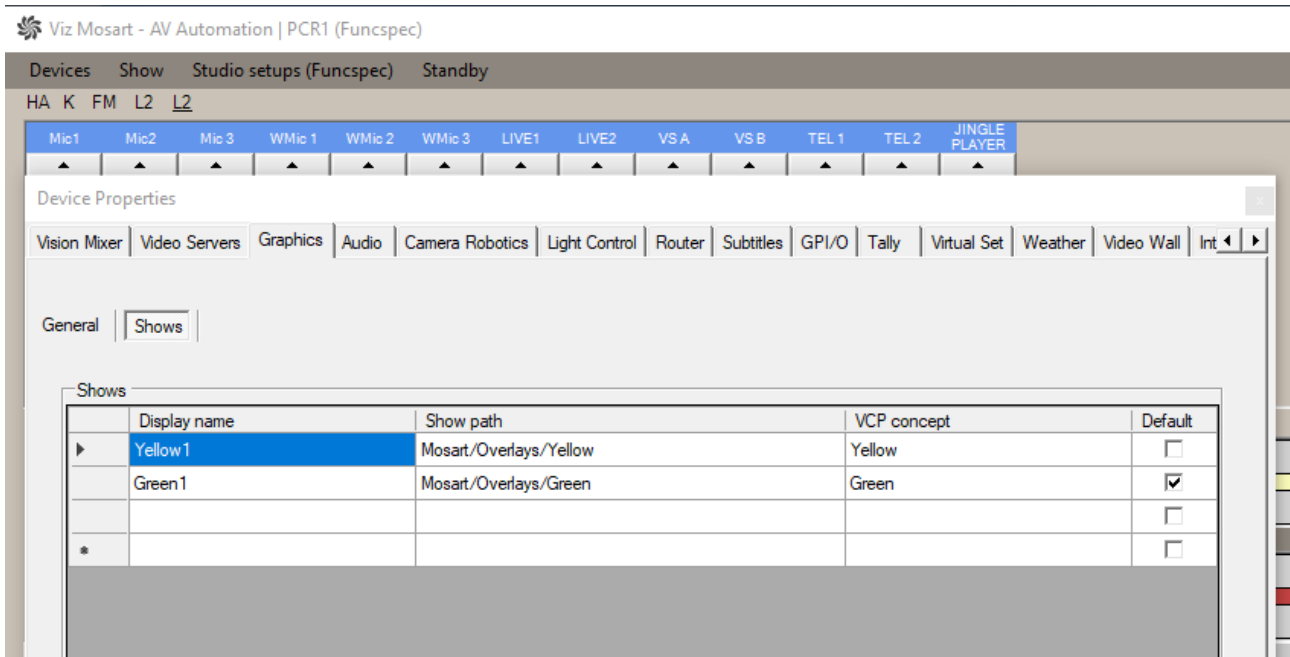 Viz Mosart - AV Automation | PCR1 (Funcspec)
Devices Show Studio setups (Funcspec) Standby
HA K FM L2 L2
Mic1 Mic2 Mic 3 WMic 1 WMic 2 WMic 3 LIVE1 LIVE2 VS A VS B TEL 1 TEL 2 JINGLE PLAYER
Device Properties
Vision Mixer Video Servers Graphics Audio Camera Robotics Light Control Router Subtitles GPI/O Tally Virtual Set Weather Video Wall Int
General Shows
Shows
Display name Show path VCP concept Default
Yellow1 Mosart/Overlays/Yellow Yellow
Green1 Mosart/Overlays/Green Green